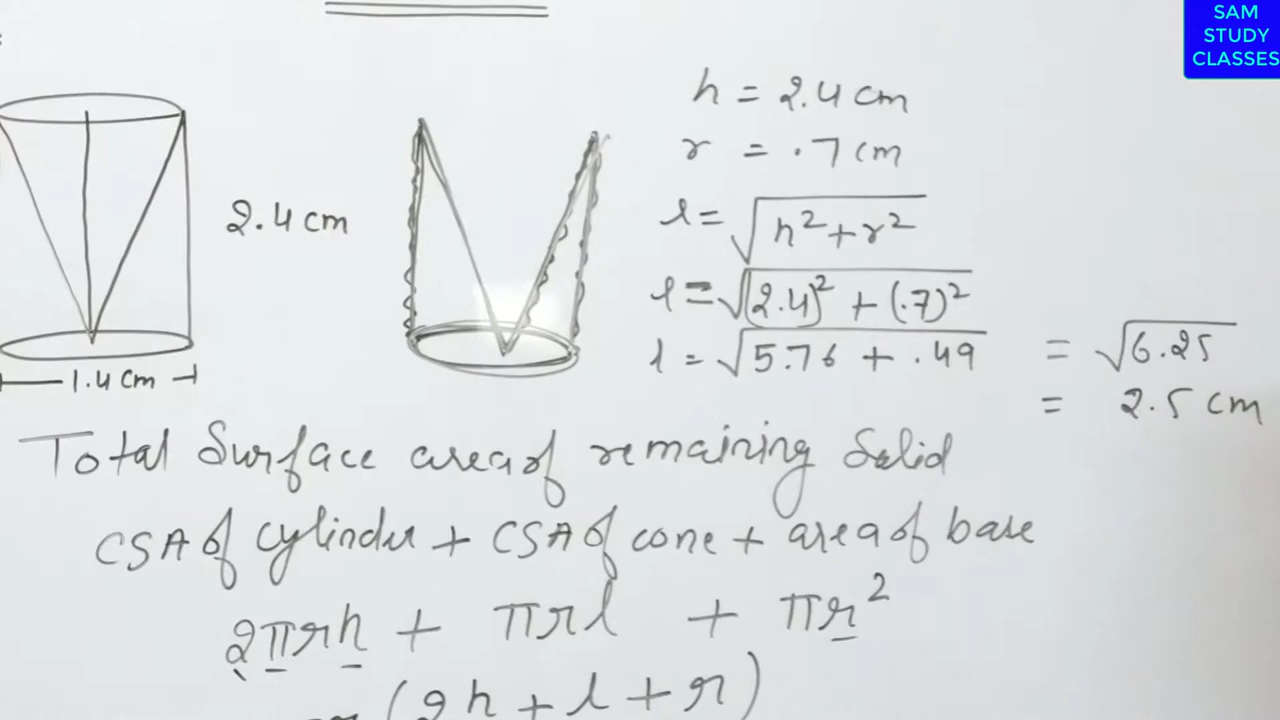 SAM
STUDY
CLASSES
h = 2.4 cm
r = .7 cm
2.4 cm
l = √h²+r²
l = √(2.4)² + (.7)²
l = √5.76 + .49 = √6.25
= 2.5 cm
1.4 cm
Total Surface area of remaining Solid
CSA of cylinder + CSA of cone + area of base
2πrh + πrl + πr²
(2h + l + r)